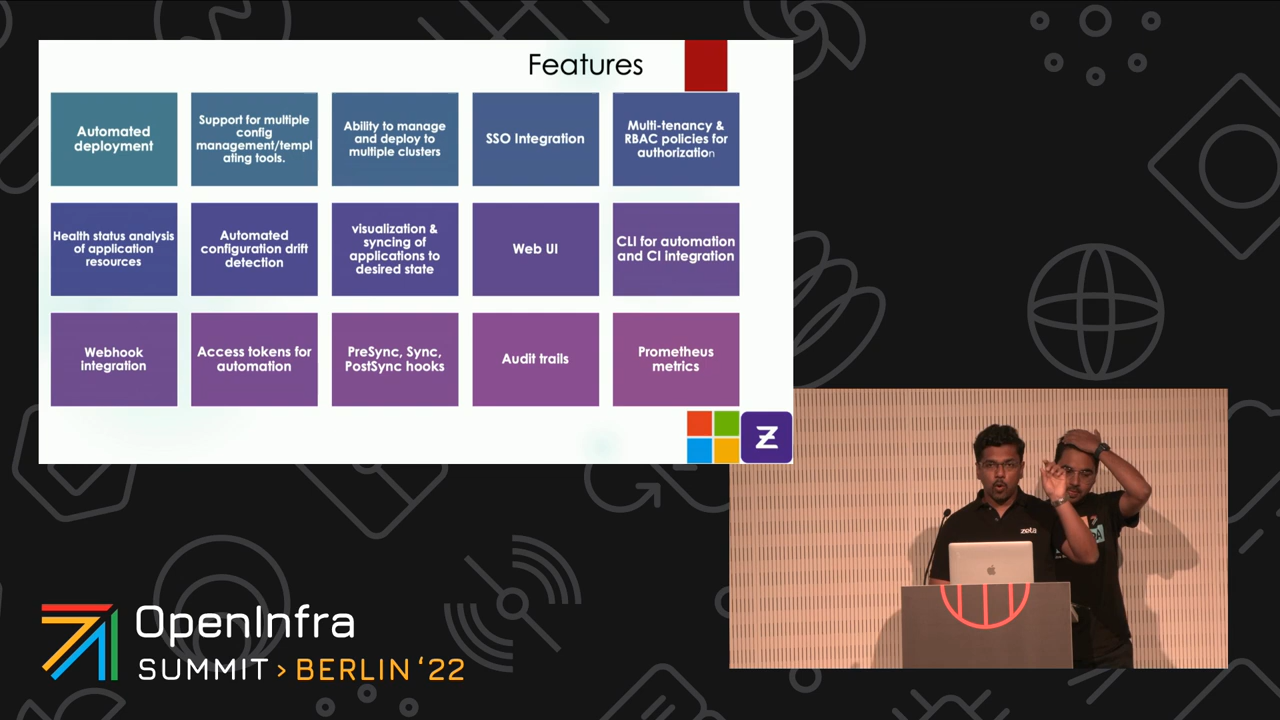 Features
Automated
deployment
Support for multiple
config
management/templ
ating tools.
Ability to manage
and deploy to
multiple clusters
SSO Integration
Multi-tenancy &
RBAC policies for
authorization
Health status analysis
of application
resources
Automated
configuration drift
detection
visualization &
syncing of
applications to
desired state
Web UI
CLI for automation
and CI integration
Webhook
integration
Access tokens for
automation
PreSync, Sync,
PostSync hooks
Audit trails
Prometheus
metrics
zeta
OpenInfra
SUMMIT > BERLIN '22